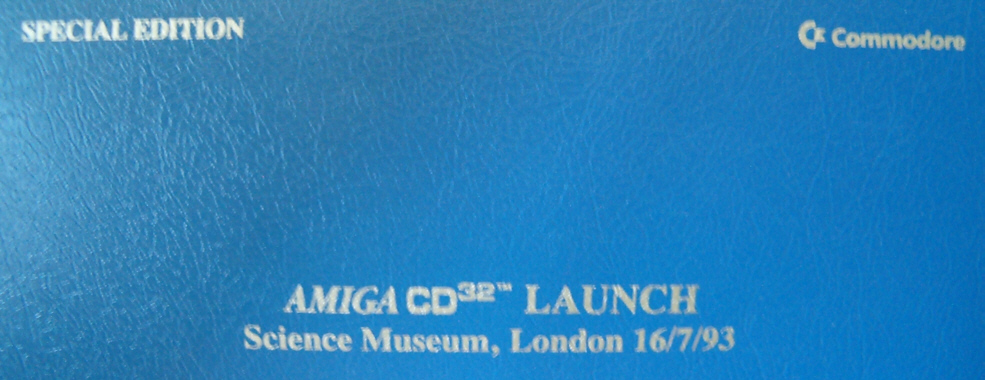 SPECIAL EDITION
Commodore
AMIGA CD32™ LAUNCH
Science Museum, London 16/7/93